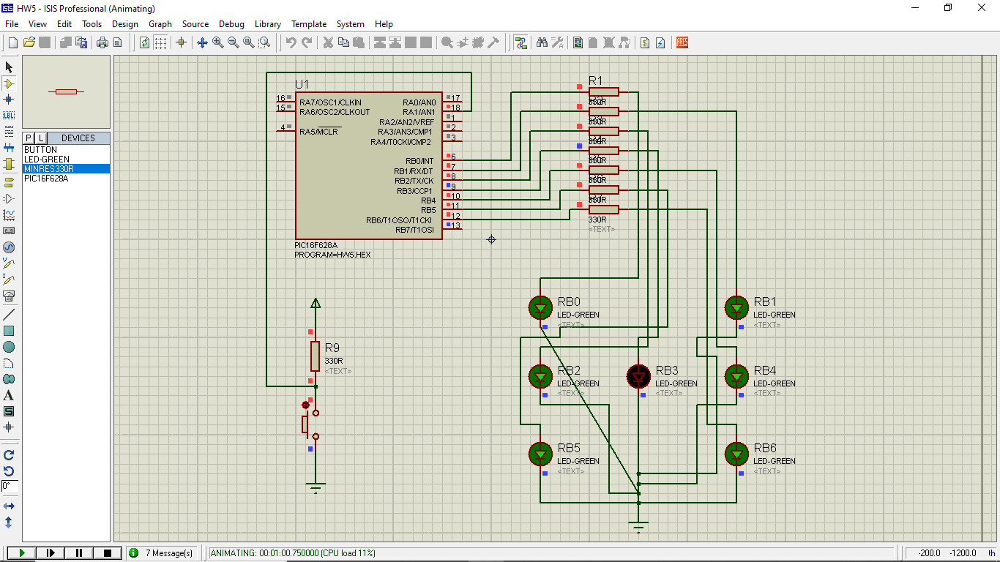 HW5 - ISIS Professional (Animating)
File View Edit Tools Design Graph Source Debug Library Template System Help
P L DEVICES
BUTTON
LED-GREEN
MINRES330R
PIC16F628A
U1
16 RA7/OSC1/CLKIN RA0/AN0 17
15 RA6/OSC2/CLKOUT RA1/AN1 18
RA2/AN2/VREF 1
4 RA5/MCLR RA3/AN3/CMP1 2
RA4/T0CKI/CMP2 3
RB0/INT 6
RB1/RX/DT 7
RB2/TX/CK 8
RB3/CCP1 9
RB4 10
RB5 11
RB6/T1OSO/T1CKI 12
RB7/T1OSI 13
PIC16F628A
PROGRAM=HW5.HEX
R1
330R
<TEXT>
RB0
LED-GREEN
<TEXT>
RB1
LED-GREEN
<TEXT>
R9
330R
<TEXT>
RB2
LED-GREEN
<TEXT>
RB3
LED-GREEN
<TEXT>
RB4
LED-GREEN
<TEXT>
RB5
LED-GREEN
<TEXT>
RB6
LED-GREEN
<TEXT>
0°
7 Message(s) ANIMATING: 00:01:00.750000 (CPU load 11%) -200.0 -1200.0 th